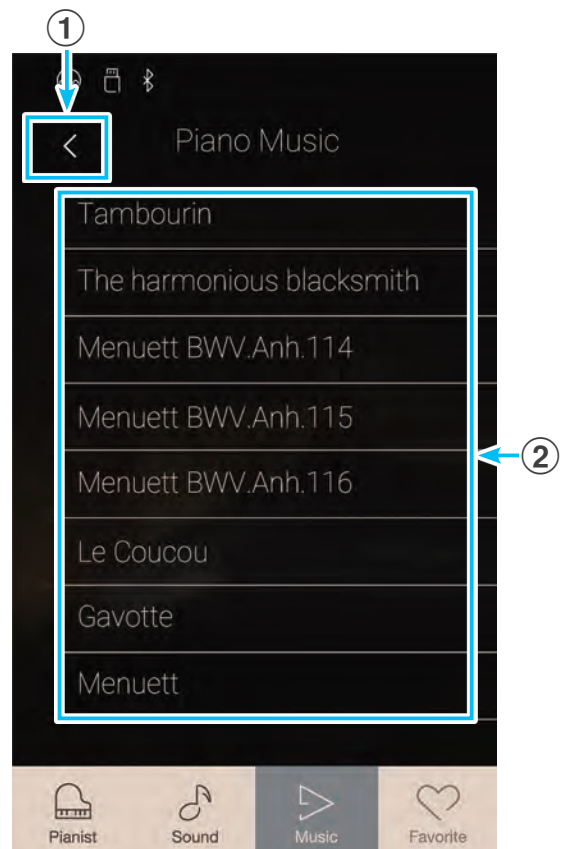 ①
Piano Music
Tambourin
The harmonious blacksmith
Menuett BWV.Anh.114
Menuett BWV.Anh.115
②
Menuett BWV.Anh.116
Le Coucou
Gavotte
Menuett
Pianist Sound Music Favorite